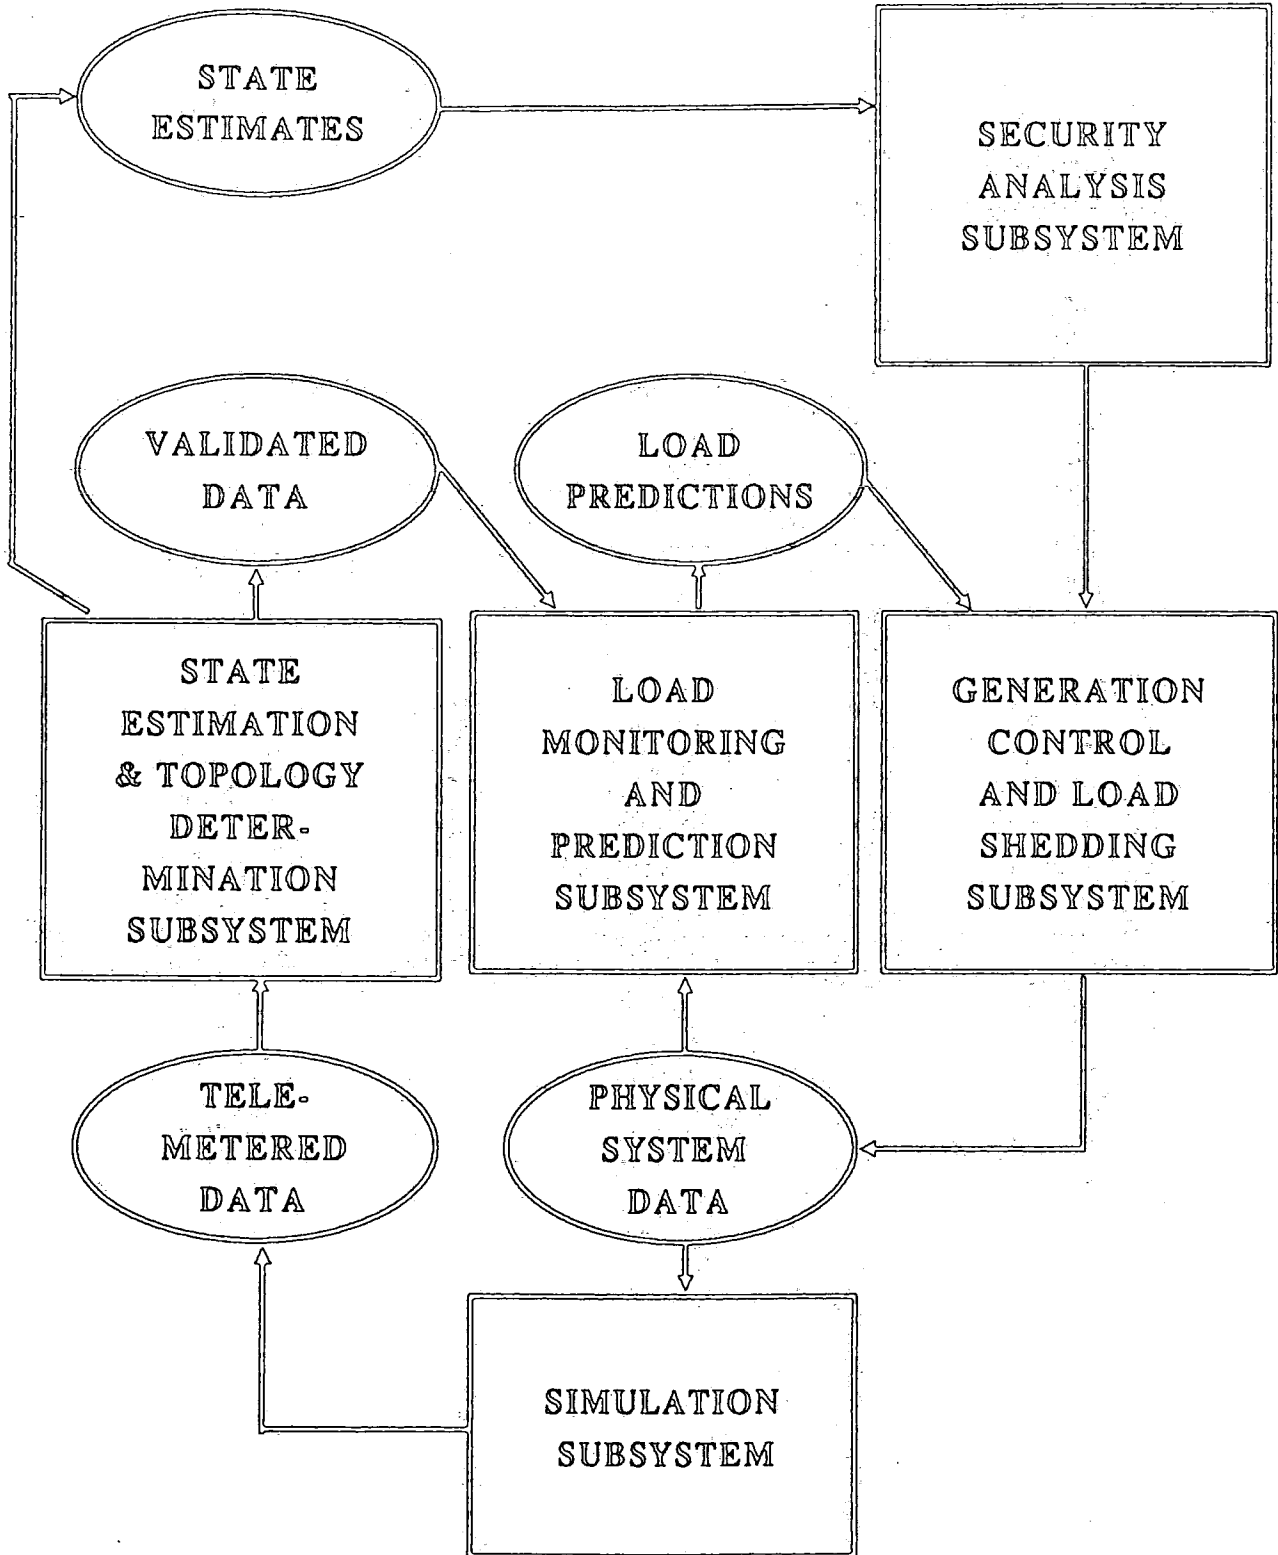 STATE
ESTIMATES
SECURITY
ANALYSIS
SUBSYSTEM
VALIDATED
DATA
LOAD
PREDICTIONS
STATE
ESTIMATION
& TOPOLOGY
DETER-
MINATION
SUBSYSTEM
LOAD
MONITORING
AND
PREDICTION
SUBSYSTEM
GENERATION
CONTROL
AND LOAD
SHEDDING
SUBSYSTEM
TELE-
METERED
DATA
PHYSICAL
SYSTEM
DATA
SIMULATION
SUBSYSTEM